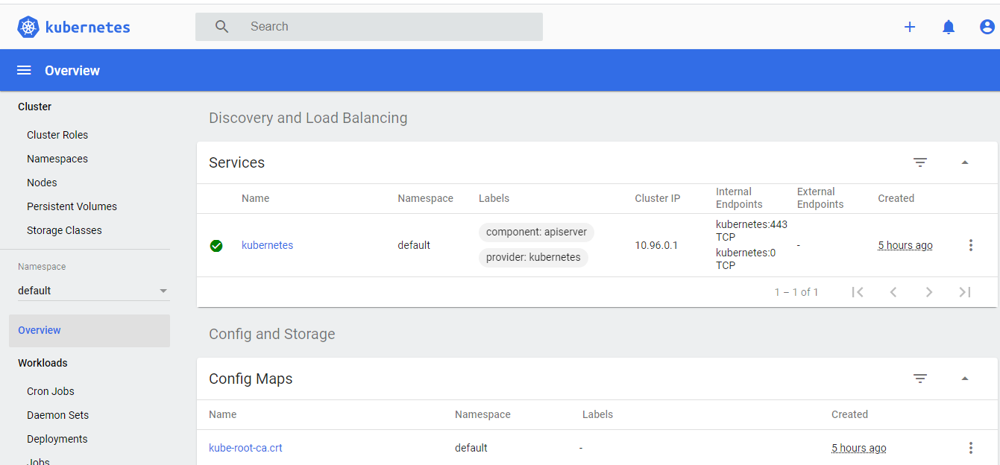 kubernetes
Search
Overview
Cluster
Cluster Roles
Namespaces
Nodes
Persistent Volumes
Storage Classes
Namespace
default
Overview
Workloads
Cron Jobs
Daemon Sets
Deployments
Jobs
Discovery and Load Balancing
Services
Name Namespace Labels Cluster IP Internal Endpoints External Endpoints Created
kubernetes default component: apiserver provider: kubernetes 10.96.0.1 kubernetes:443 TCP kubernetes:0 TCP - 5 hours ago
1 – 1 of 1
Config and Storage
Config Maps
Name Namespace Labels Created
kube-root-ca.crt default - 5 hours ago